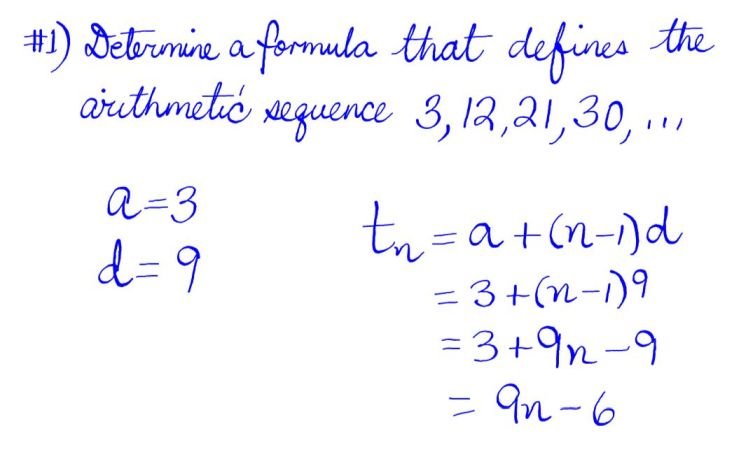 #1) Determine a formula that defines the
arithmetic sequence 3, 12, 21, 30, ...
a = 3
d = 9
tn = a + (n-1)d
= 3 + (n-1)9
= 3 + 9n - 9
= 9n - 6